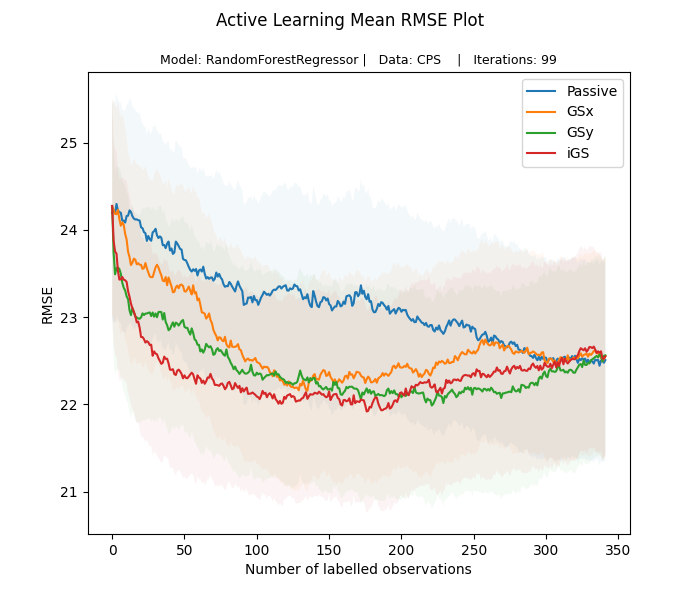 Active Learning Mean RMSE Plot
Model: RandomForestRegressor |   Data: CPS    |   Iterations: 99
Passive
GSx
GSy
iGS
25
24
23
22
21
RMSE
0 50 100 150 200 250 300 350
Number of labelled observations